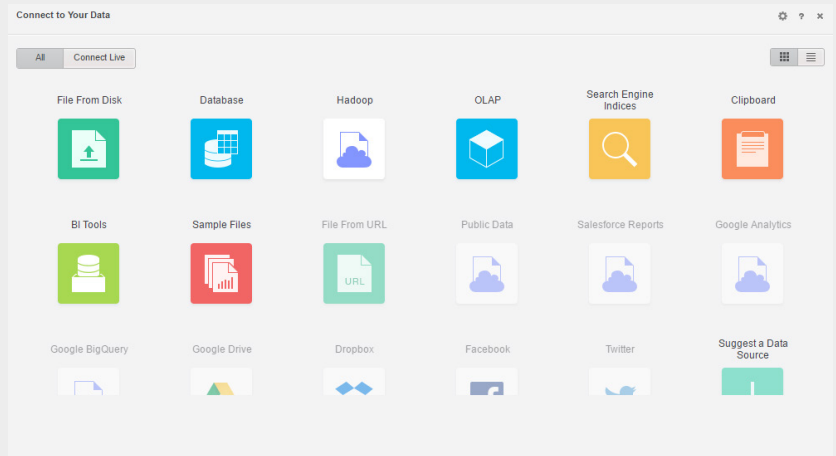 Connect to Your Data
? ×
All Connect Live
File From Disk Database Hadoop OLAP Search Engine Indices Clipboard
BI Tools Sample Files File From URL Public Data Salesforce Reports Google Analytics
URL
Google BigQuery Google Drive Dropbox Facebook Twitter Suggest a Data Source